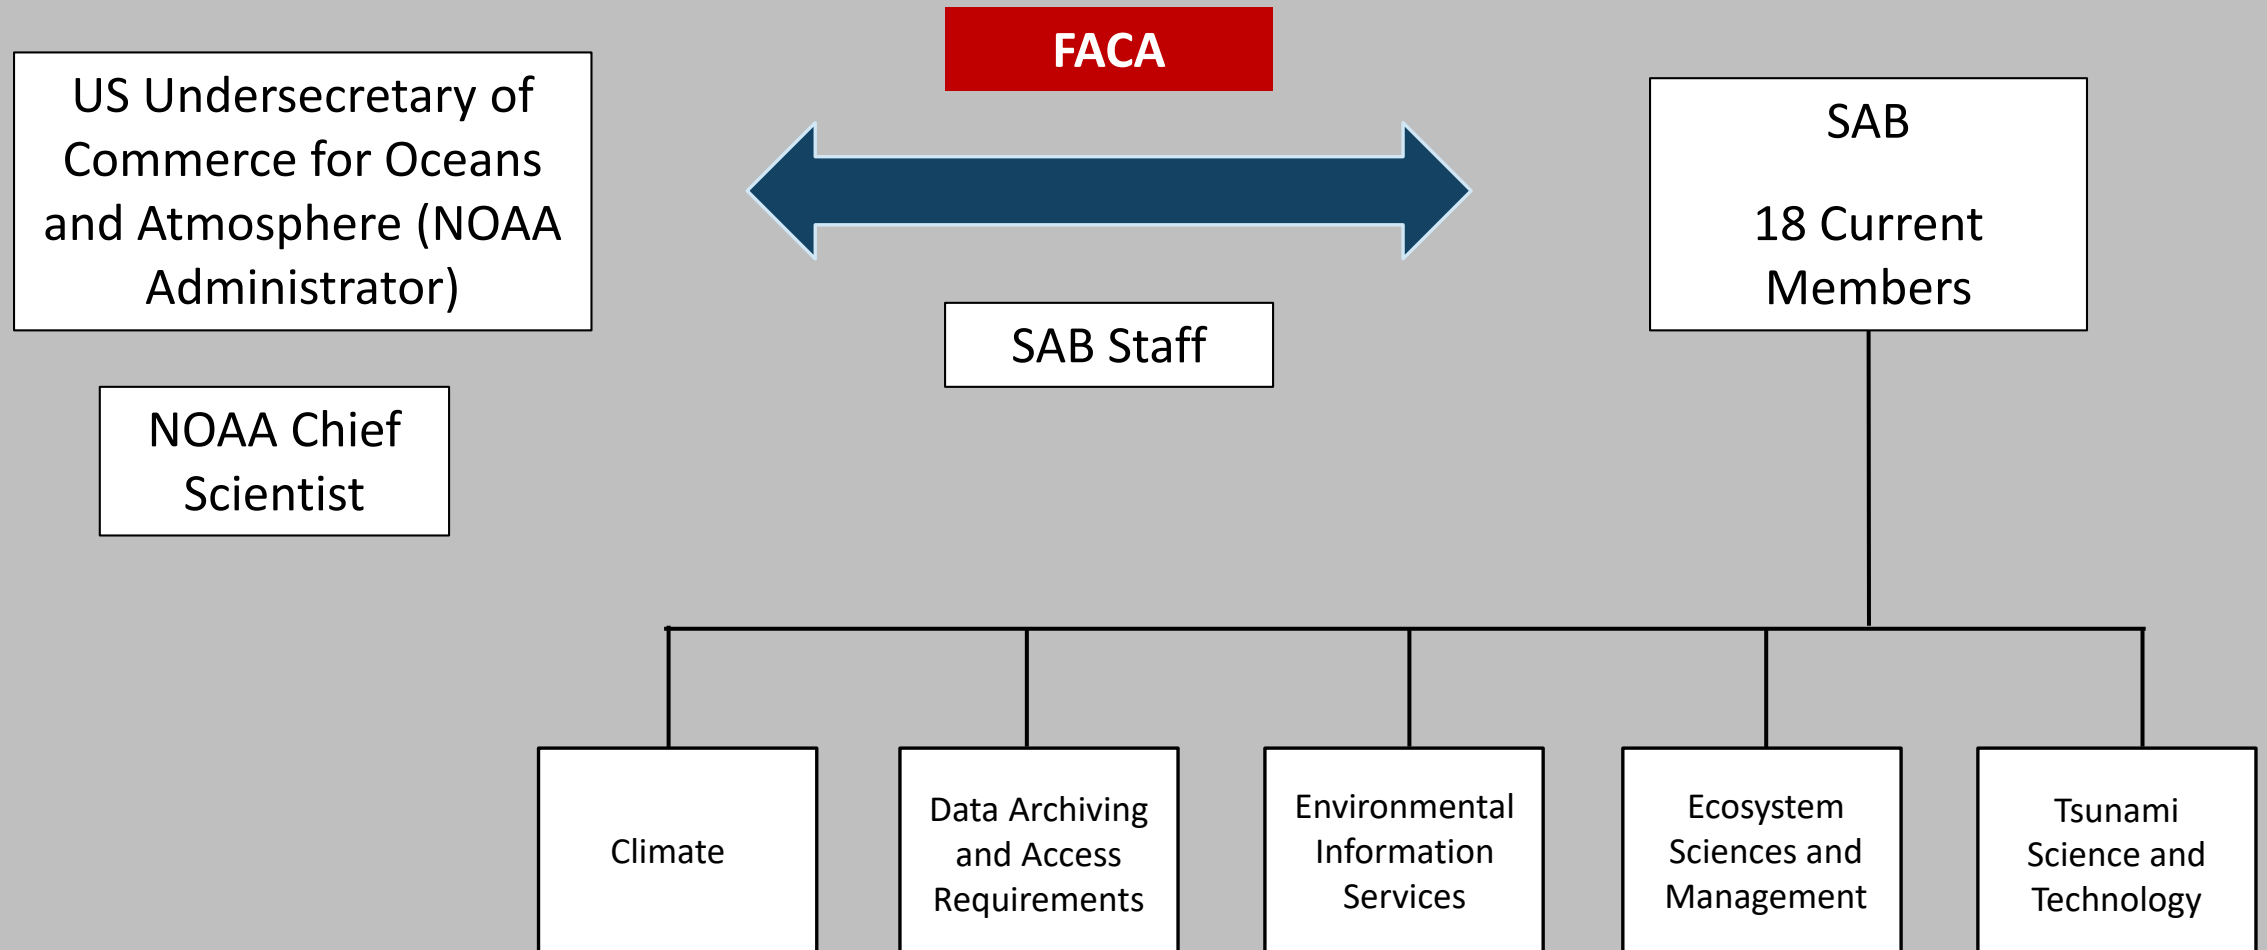 FACA
US Undersecretary of
Commerce for Oceans
and Atmosphere (NOAA
Administrator)
SAB
18 Current
Members
SAB Staff
NOAA Chief
Scientist
Climate
Data Archiving
and Access
Requirements
Environmental
Information
Services
Ecosystem
Sciences and
Management
Tsunami
Science and
Technology